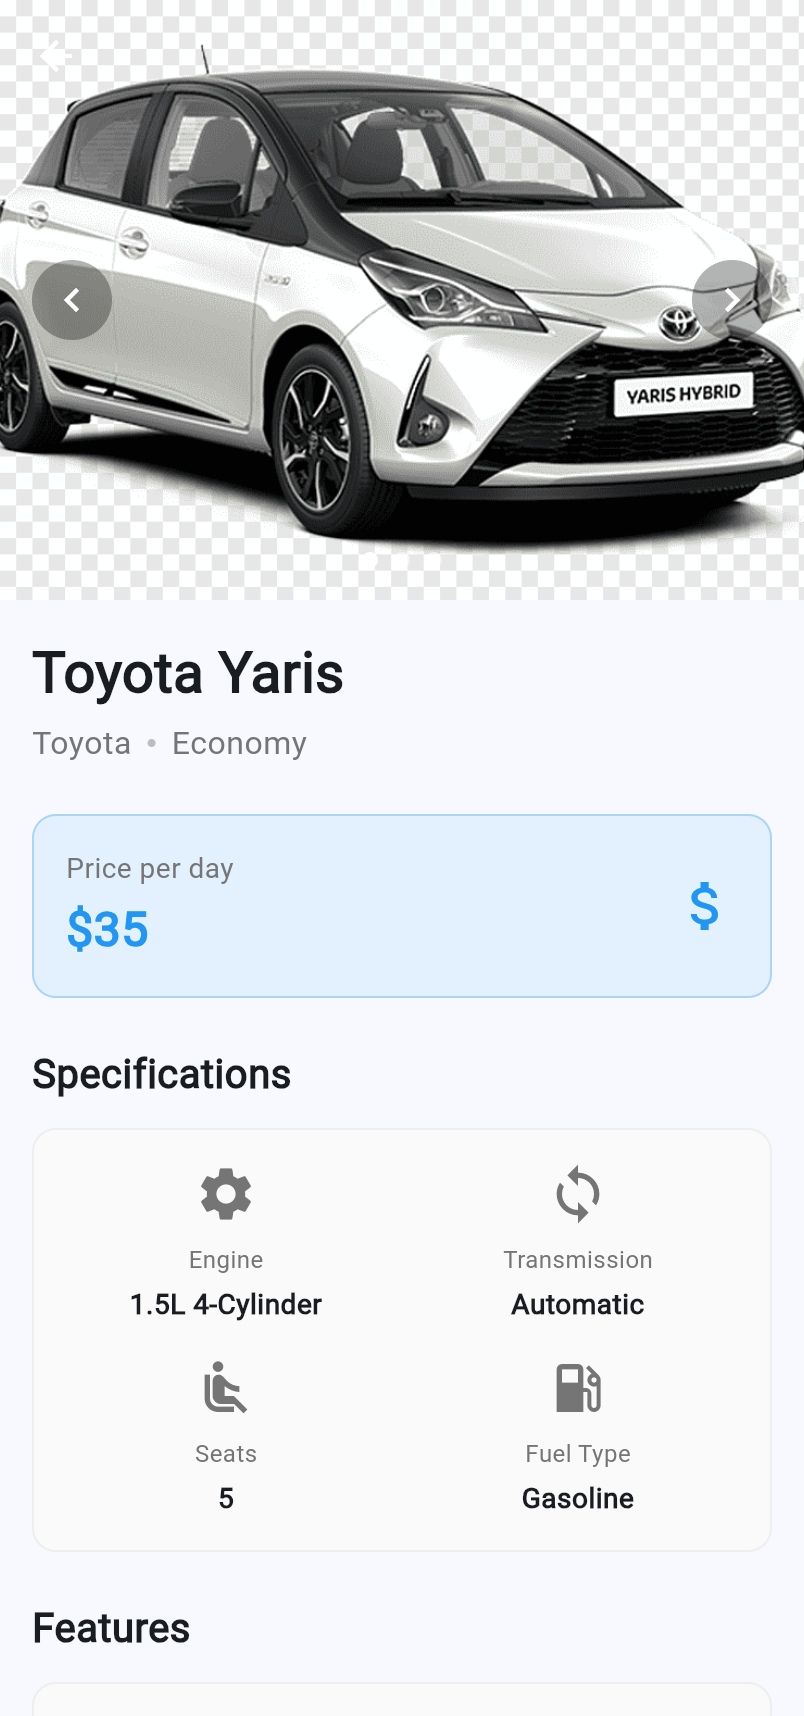 YARIS HYBRID
Toyota Yaris
Toyota • Economy
Price per day
$35
$
Specifications
Engine
Transmission
1.5L 4-Cylinder
Automatic
Seats
Fuel Type
5
Gasoline
Features